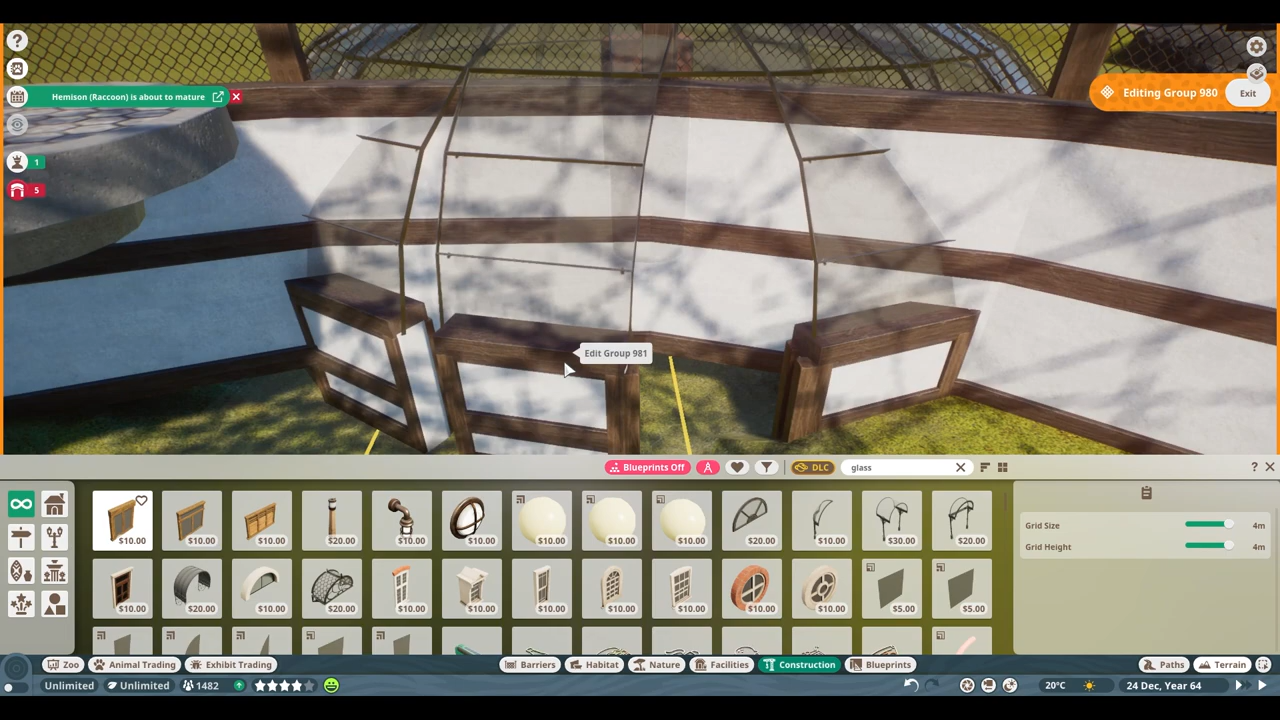 ?
Hemison (Raccoon) is about to mature
1
5
Editing Group 980 Exit
Edit Group 981
Blueprints Off DLC glass ?
$10.00 $10.00 $10.00 $20.00 $10.00 $10.00 $10.00 $10.00 $10.00 $20.00 $10.00 $30.00 $20.00
$10.00 $20.00 $10.00 $20.00 $10.00 $10.00 $10.00 $10.00 $10.00 $10.00 $10.00 $5.00 $5.00
Grid Size 4m
Grid Height 4m
Zoo Animal Trading Exhibit Trading Barriers Habitat Nature Facilities Construction Blueprints Paths Terrain
Unlimited Unlimited 1482 20°C 24 Dec, Year 64